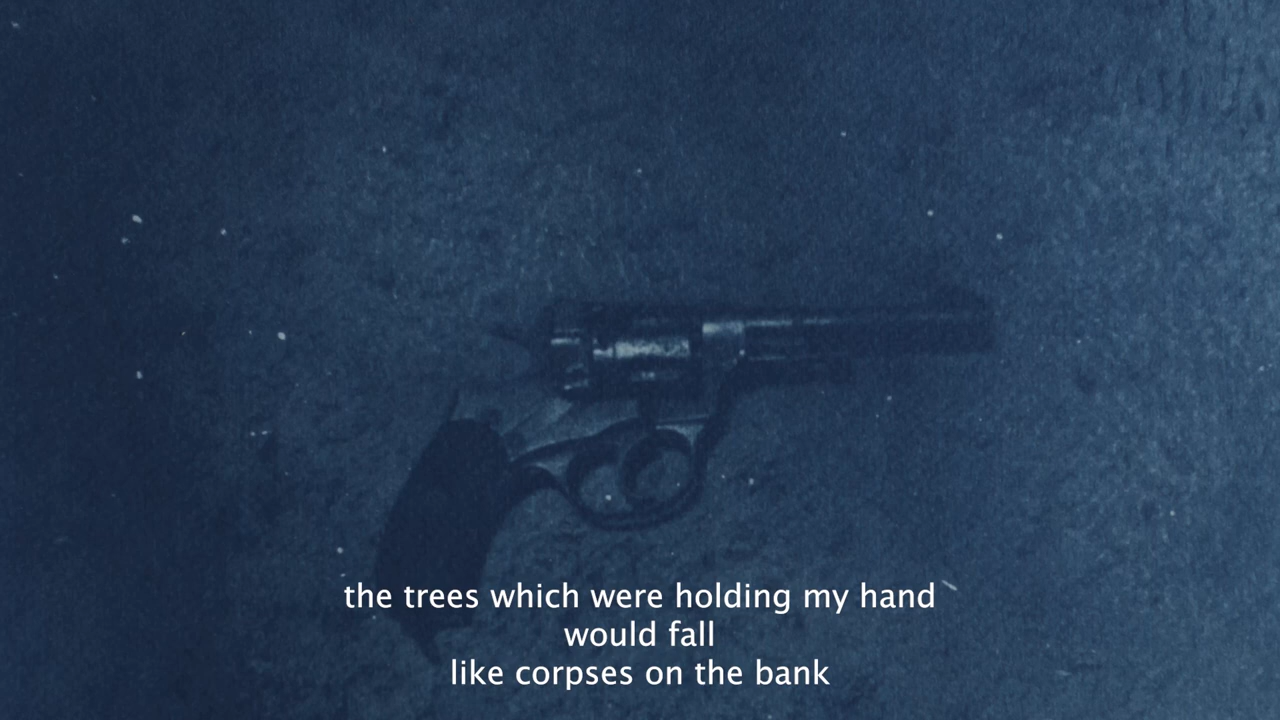 the trees which were holding my hand
would fall
like corpses on the bank